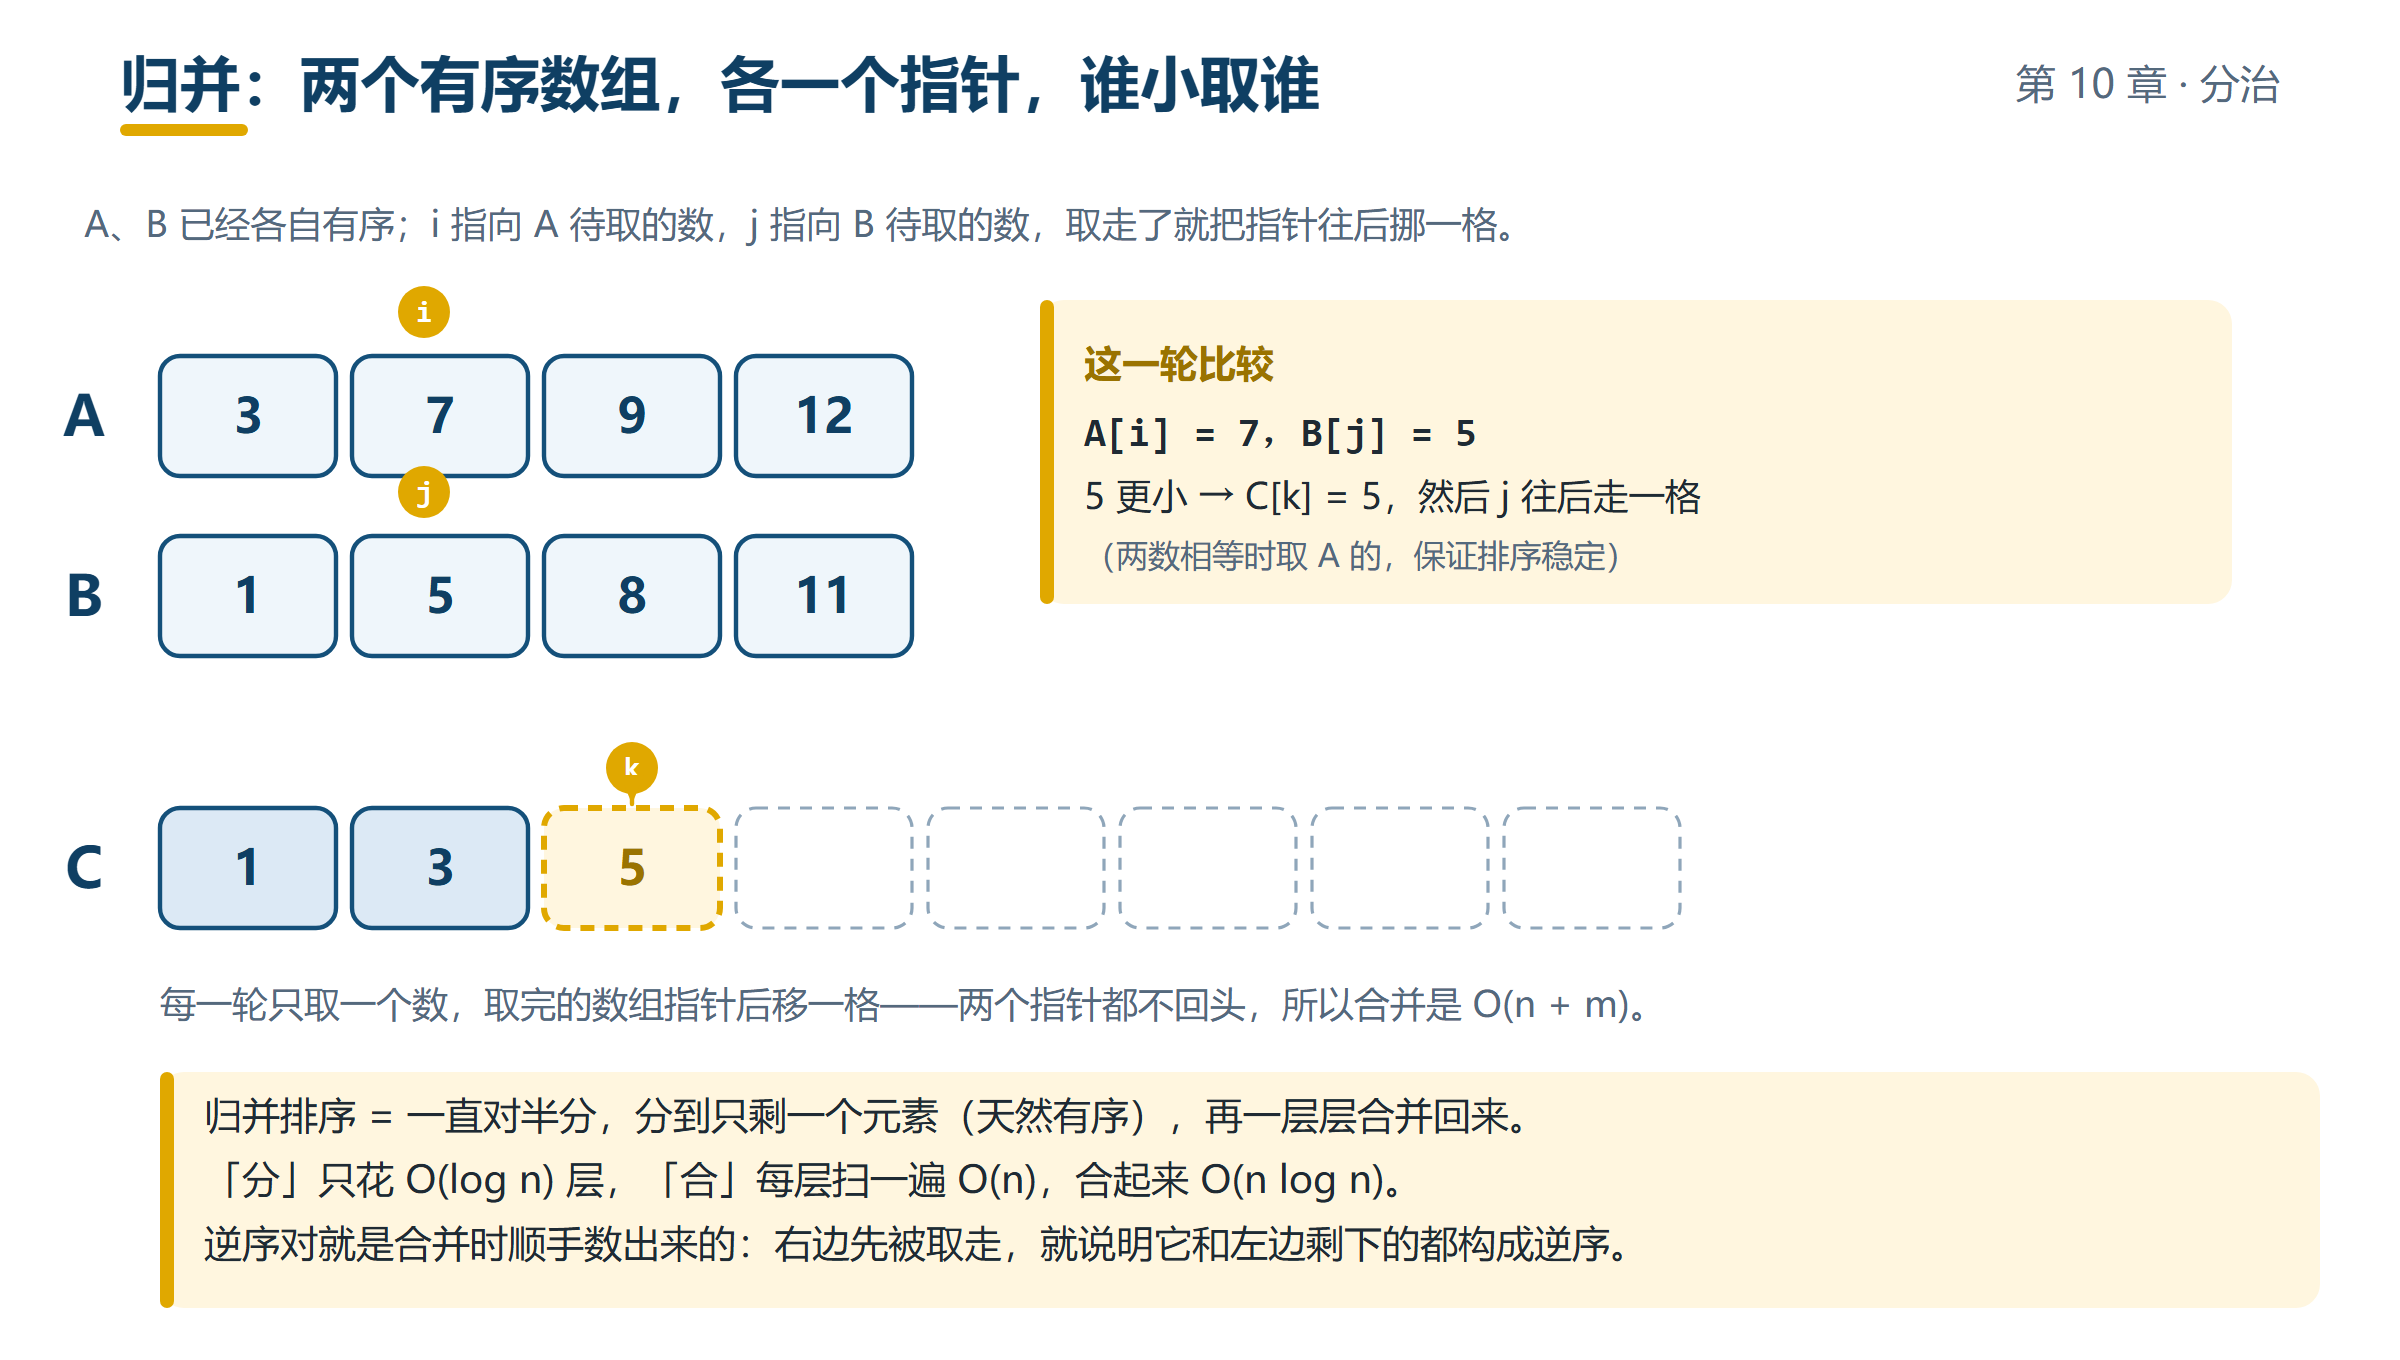 归并：两个有序数组，各一个指针，谁小取谁
第 10 章 · 分治
A、B 已经各自有序；i 指向 A 待取的数，j 指向 B 待取的数，取走了就把指针往后挪一格。
i
A 3 7 9 12
j
B 1 5 8 11
这一轮比较
A[i] = 7，B[j] = 5
5 更小 → C[k] = 5，然后 j 往后走一格
（两数相等时取 A 的，保证排序稳定）
k
C 1 3 5
每一轮只取一个数，取完的数组指针后移一格——两个指针都不回头，所以合并是 O(n + m)。
归并排序 = 一直对半分，分到只剩一个元素（天然有序），再一层层合并回来。
「分」只花 O(log n) 层，「合」每层扫一遍 O(n)，合起来 O(n log n)。
逆序对就是合并时顺手数出来的：右边先被取走，就说明它和左边剩下的都构成逆序。